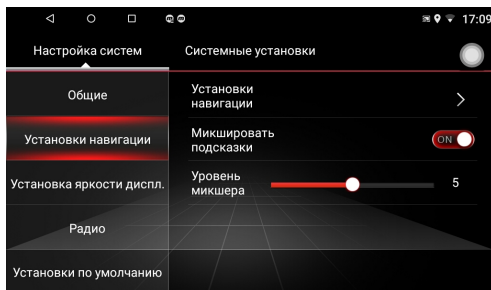 17:09
Настройка систем
Системные установки
Общие
Установки
навигации
Установки навигации
Микшировать
подсказки
ON
Установка яркости диспл.
Уровень
микшера
5
Радио
Установки по умолчанию